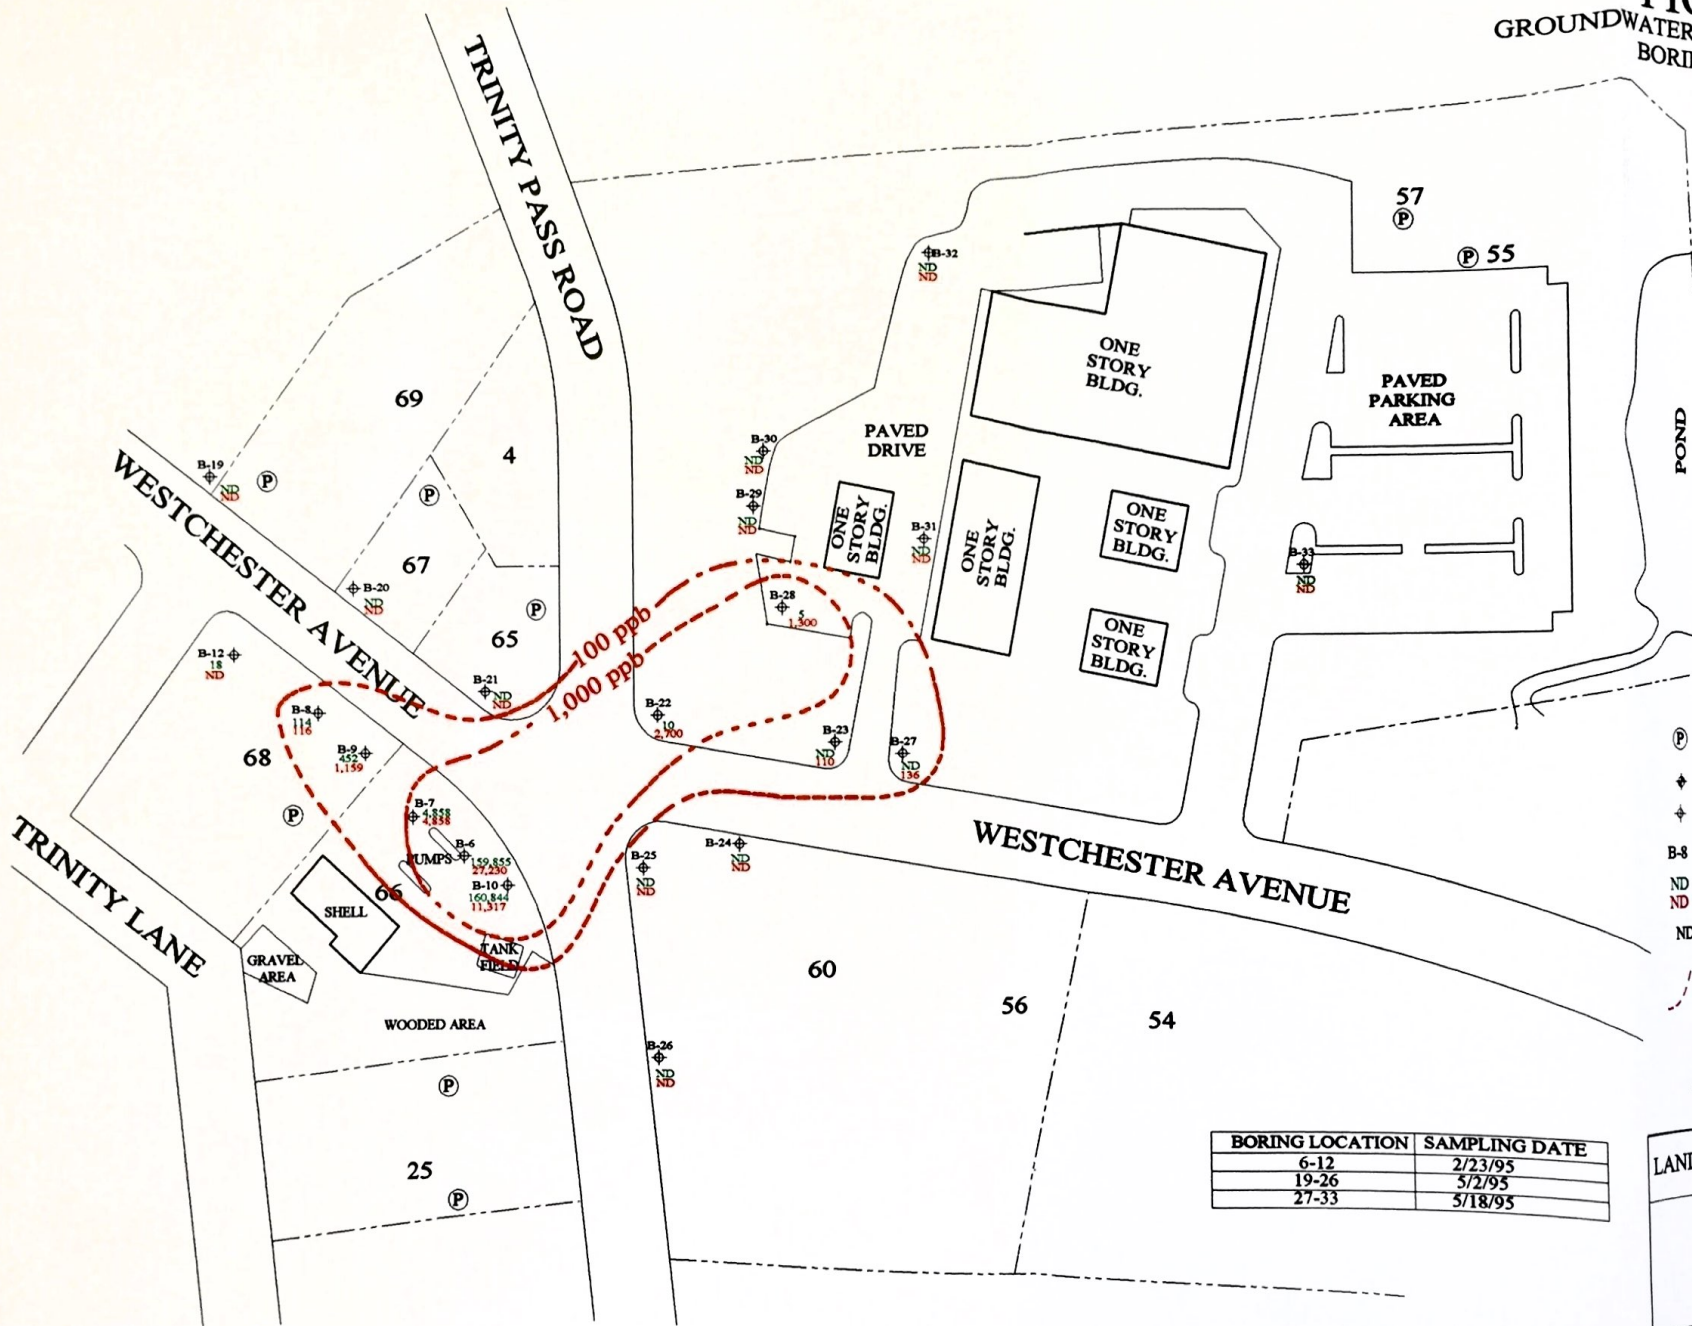 GROUNDWATER
TRINITY PASS ROAD
57
P
P 55
B-32
ND
ND
ONE
STORY
BLDG.
PAVED
PARKING
AREA
POND
69
4
PAVED
DRIVE
B-30
ND
ND
B-19
ND
ND
P
P
B-29
ND
ND
ONE
STORY
BLDG.
B-31
ND
ND
ONE
STORY
BLDG.
ONE
STORY
BLDG.
B-33
ND
ND
WESTCHESTER AVENUE
67
B-20
ND
ND
P
65
100 ppb
1,000 ppb
B-28
5
1,300
ONE
STORY
BLDG.
B-12
18
ND
B-21
ND
ND
B-8
114
116
B-22
10
2,700
B-23
ND
110
B-27
ND
136
68
B-9
452
1,159
P
B-7
4,858
4,858
B-6
159,855
27,230
PUMPS
B-10
160,844
11,317
66
SHELL
TANK
FIELD
GRAVEL
AREA
TRINITY LANE
B-25
ND
ND
B-24
ND
ND
WESTCHESTER AVENUE
P
B-8
ND
ND
ND
60
56
54
WOODED AREA
B-26
ND
ND
P
25
P
BORING LOCATION SAMPLING DATE
6-12 2/23/95
19-26 5/2/95
27-33 5/18/95